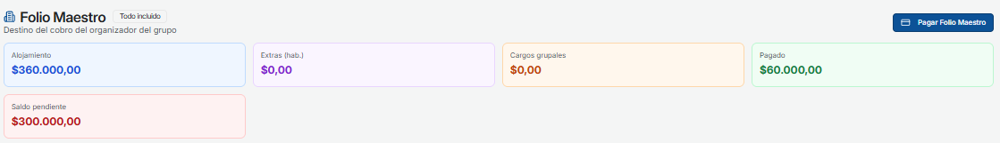 Folio Maestro Todo incluido
Destino del cobro del organizador del grupo
Pagar Folio Maestro
Alojamiento
$360.000,00
Extras (hab.)
$0,00
Cargos grupales
$0,00
Pagado
$60.000,00
Saldo pendiente
$300.000,00